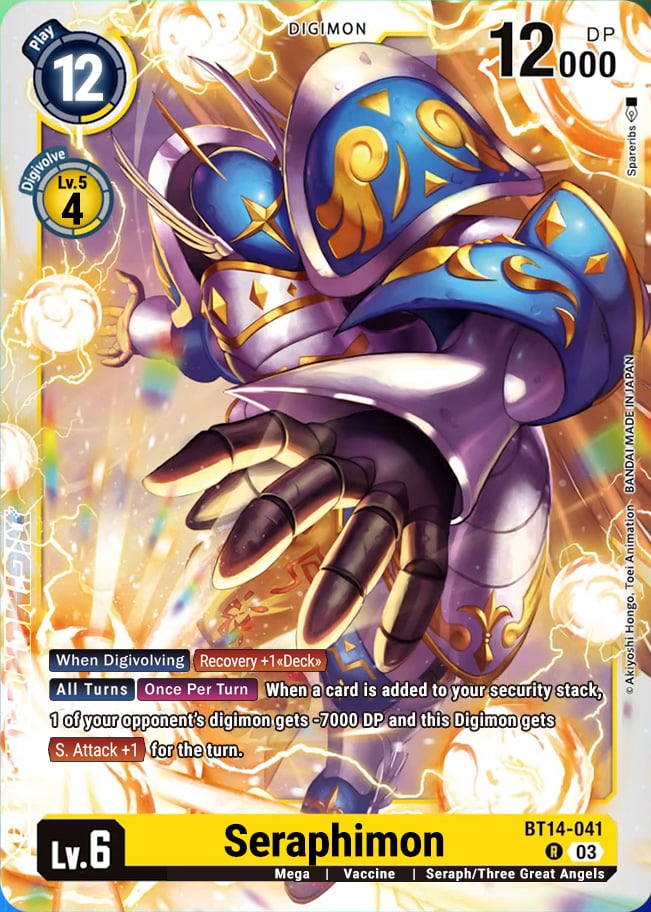 DIGIMON
Play
12
12000
DP
Digivolve
Lv.5
4
Spareribs
© Akiyoshi Hongo, Toei Animation · BANDAI MADE IN JAPAN
When Digivolving Recovery +1«Deck»
All Turns Once Per Turn When a card is added to your security stack,
1 of your opponent's digimon gets -7000 DP and this Digimon gets
S. Attack +1 for the turn.
Lv.6
Seraphimon
BT14-041
R 03
Mega | Vaccine | Seraph/Three Great Angels